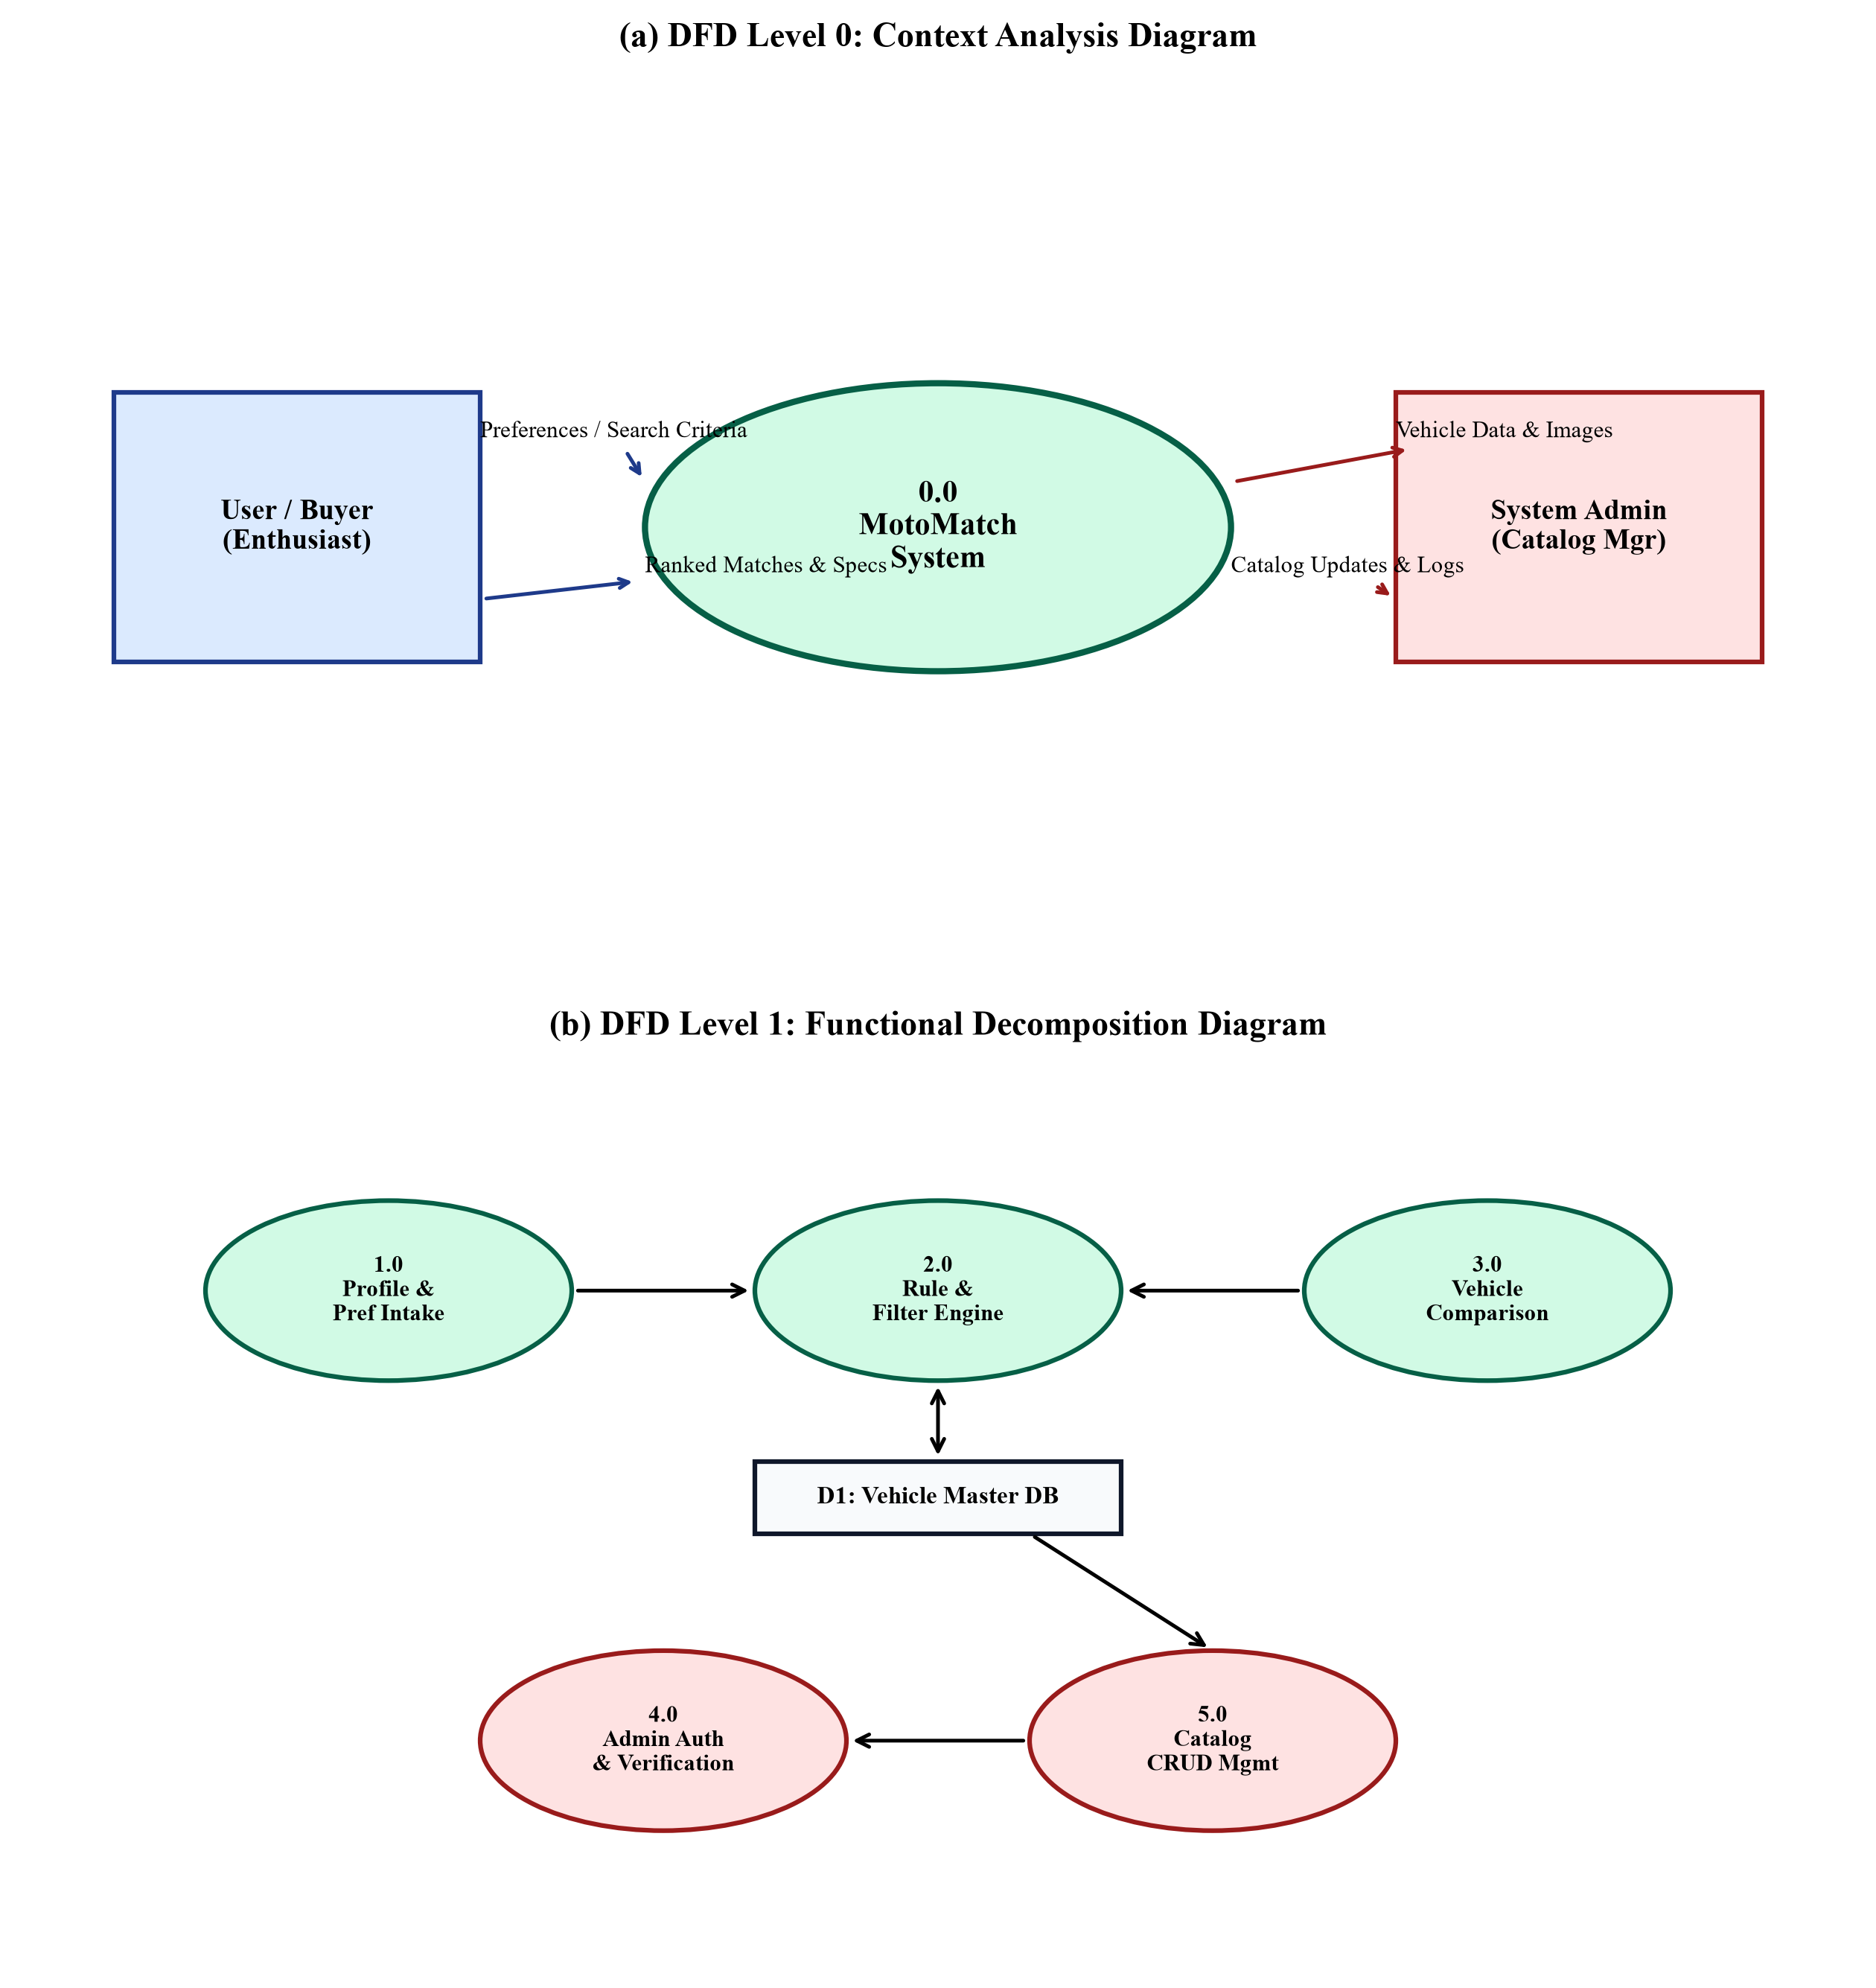 (a) DFD Level 0: Context Analysis Diagram
Preferences / Search Criteria
Vehicle Data & Images
User / Buyer
(Enthusiast)
0.0
MotoMatch
System
System Admin
(Catalog Mgr)
Ranked Matches & Specs
Catalog Updates & Logs
(b) DFD Level 1: Functional Decomposition Diagram
1.0
Profile &
Pref Intake
2.0
Rule &
Filter Engine
3.0
Vehicle
Comparison
D1: Vehicle Master DB
4.0
Admin Auth
& Verification
5.0
Catalog
CRUD Mgmt